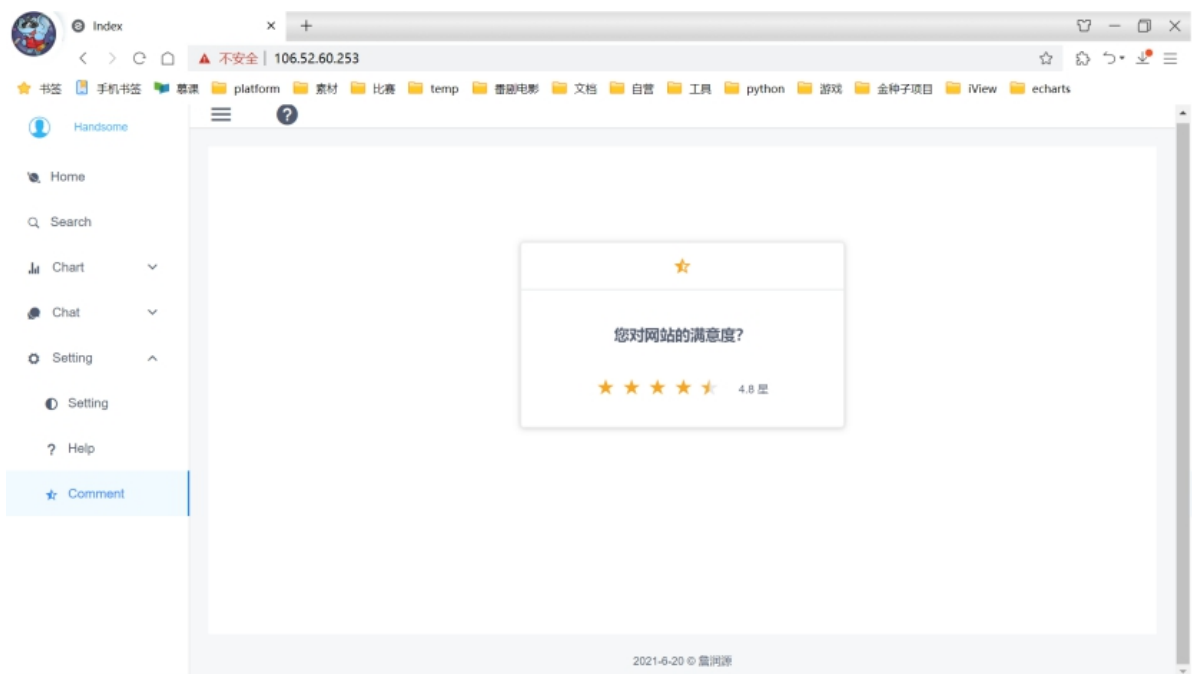 Index
不安全 | 106.52.60.253
书签 手机书签 慕课 platform 素材 比赛 temp 番剧电影 文档 自营 工具 python 游戏 金种子项目 iView echarts
Handsome
Home
Search
Chart
Chat
Setting
Setting
Help
Comment
您对网站的满意度?
4.8 星
2021-6-20 © 詹润源